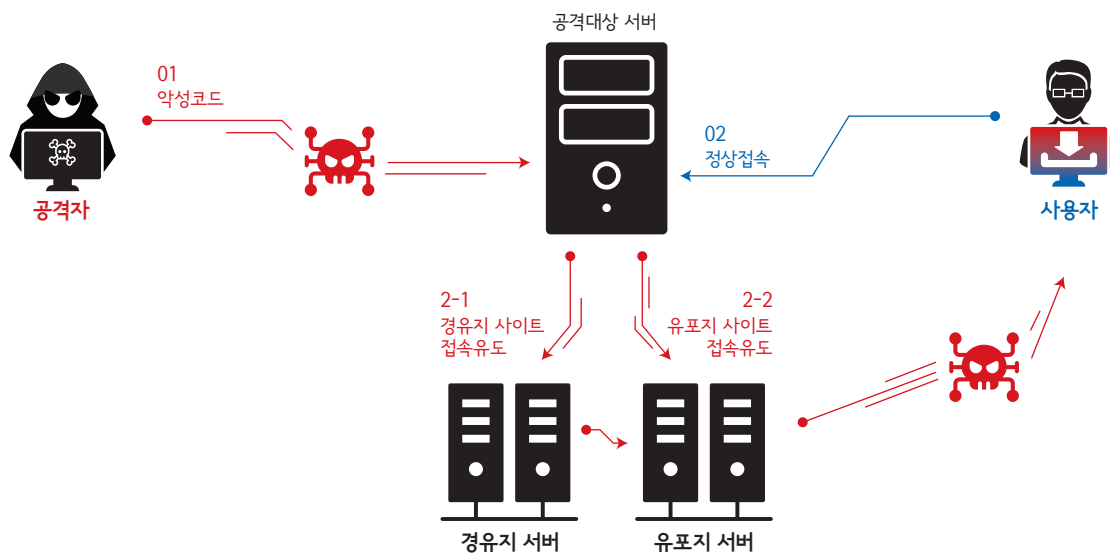 공격대상 서버
01
악성코드
02
정상접속
공격자
사용자
2-1
경유지 사이트
접속유도
2-2
유포지 사이트
접속유도
경유지 서버
유포지 서버